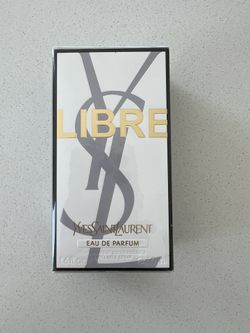 LIBRE
YVESSAINTLAURENT
EAU DE PARFUM